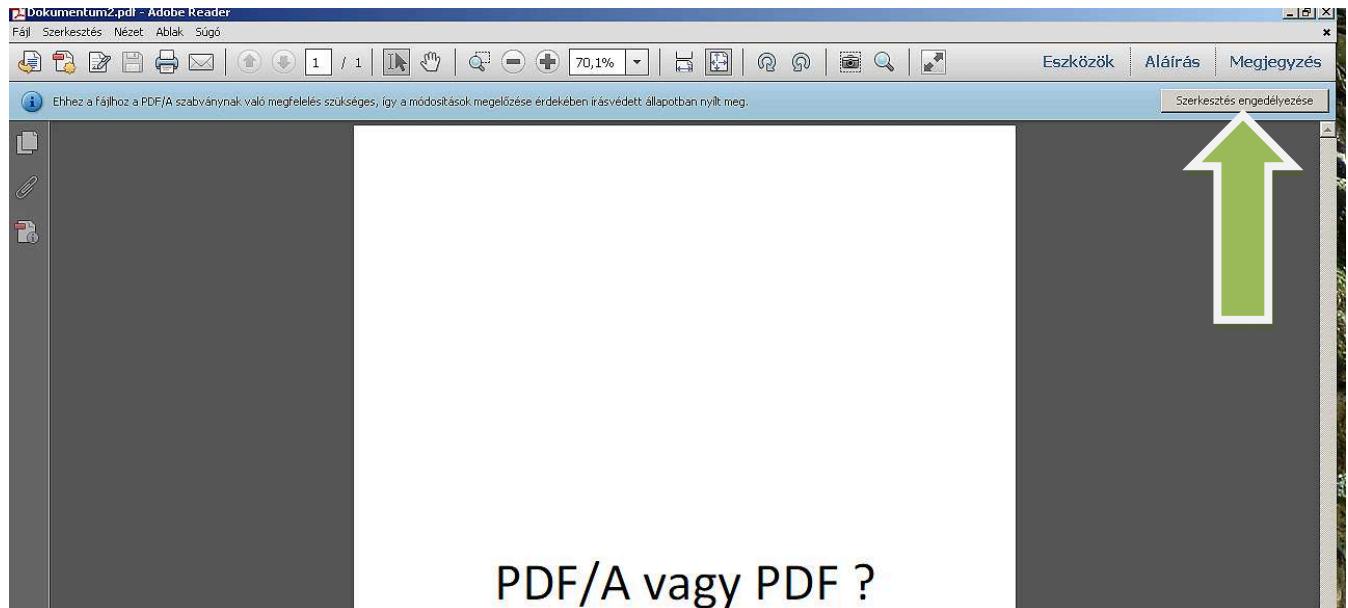 Dokumentum2.pdf - Adobe Reader
Fájl Szerkesztés Nézet Ablak Súgó
1 / 1 70,1% Eszközök Aláírás Megjegyzés
Ehhez a fájlhoz a PDF/A szabványnak való megfelelés szükséges, így a módosítások megelőzése érdekében írásvédett állapotban nyílt meg. Szerkesztés engedélyezése
PDF/A vagy PDF ?